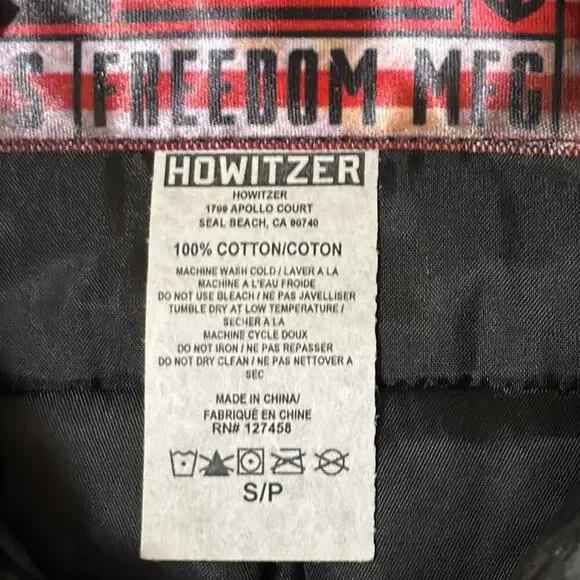 S | FREEDOM MFG
HOWITZER
HOWITZER
1799 APOLLO COURT
SEAL BEACH, CA 90740
100% COTTON/COTON
MACHINE WASH COLD / LAVER A LA
MACHINE A L'EAU FROIDE
DO NOT USE BLEACH / NE PAS JAVELLISER
TUMBLE DRY AT LOW TEMPERATURE /
SECHER A LA
MACHINE CYCLE DOUX
DO NOT IRON / NE PAS REPASSER
DO NOT DRY CLEAN / NE PAS NETTOVER A
SEC
MADE IN CHINA/
FABRIQUÉ EN CHINE
RN# 127458
S/P